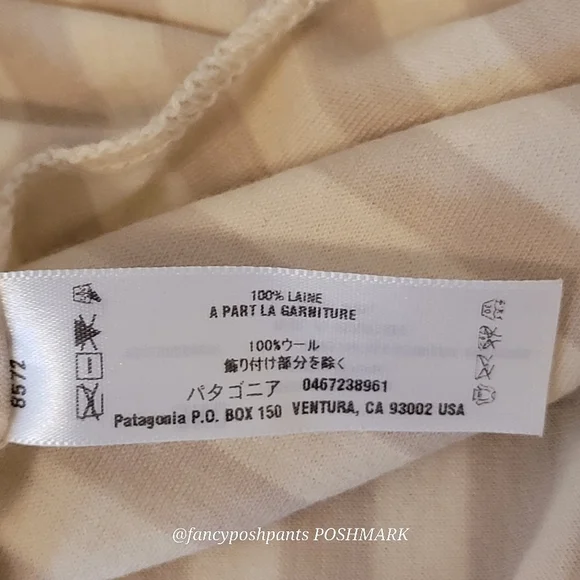 100% LAINE
A PART LA GARNITURE
100%ウール
飾り付け部分を除く
パタゴニア 0467238961
Patagonia P.O. BOX 150 VENTURA, CA 93002 USA
8572
@fancyposhpants POSHMARK